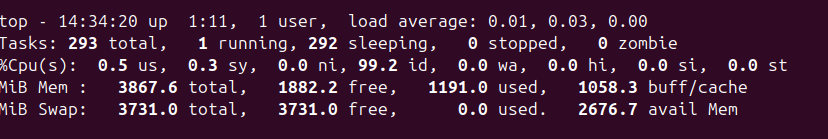 top - 14:34:20 up  1:11,  1 user,  load average: 0.01, 0.03, 0.00
Tasks: 293 total,   1 running, 292 sleeping,   0 stopped,   0 zombie
%Cpu(s):  0.5 us,  0.3 sy,  0.0 ni, 99.2 id,  0.0 wa,  0.0 hi,  0.0 si,  0.0 st
MiB Mem :   3867.6 total,   1882.2 free,   1191.0 used,   1058.3 buff/cache
MiB Swap:   3731.0 total,   3731.0 free,      0.0 used.   2676.7 avail Mem